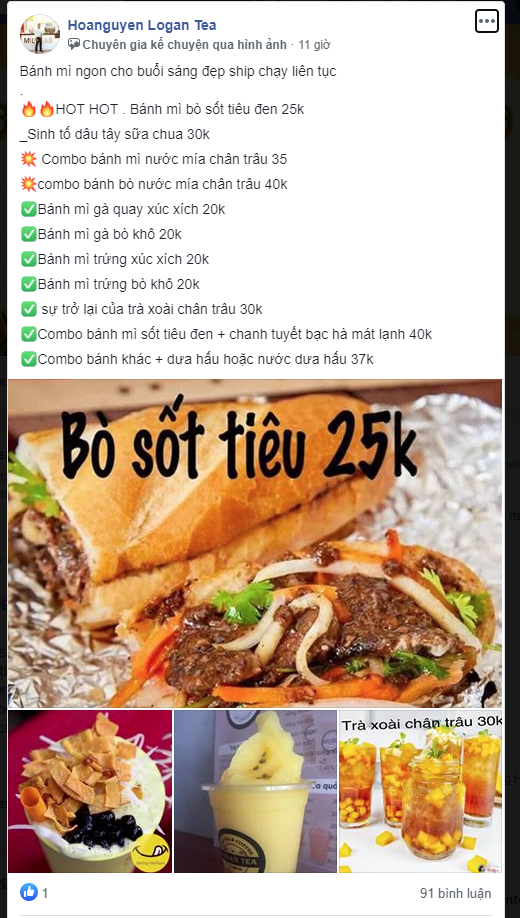 Hoanguyen Logan Tea
Chuyên gia kể chuyện qua hình ảnh · 11 giờ
Bánh mì ngon cho buổi sáng đẹp ship chạy liên tục
.
🔥🔥HOT HOT . Bánh mì bò sốt tiêu đen 25k
_Sinh tố dâu tây sữa chua 30k
💥 Combo bánh mì nước mía chân trâu 35
💥combo bánh bò nước mía chân trâu 40k
✅Bánh mì gà quay xúc xích 20k
✅Bánh mì gà bò khô 20k
✅Bánh mì trứng xúc xích 20k
✅Bánh mì trứng bò khô 20k
✅ sự trở lại của trà xoài chân trâu 30k
✅Combo bánh mì sốt tiêu đen + chanh tuyết bạc hà mát lạnh 40k
✅Combo bánh khác + dưa hấu hoặc nước dưa hấu 37k
Bò sốt tiêu 25k
Trà xoài chân trâu 30k
1
91 bình luận